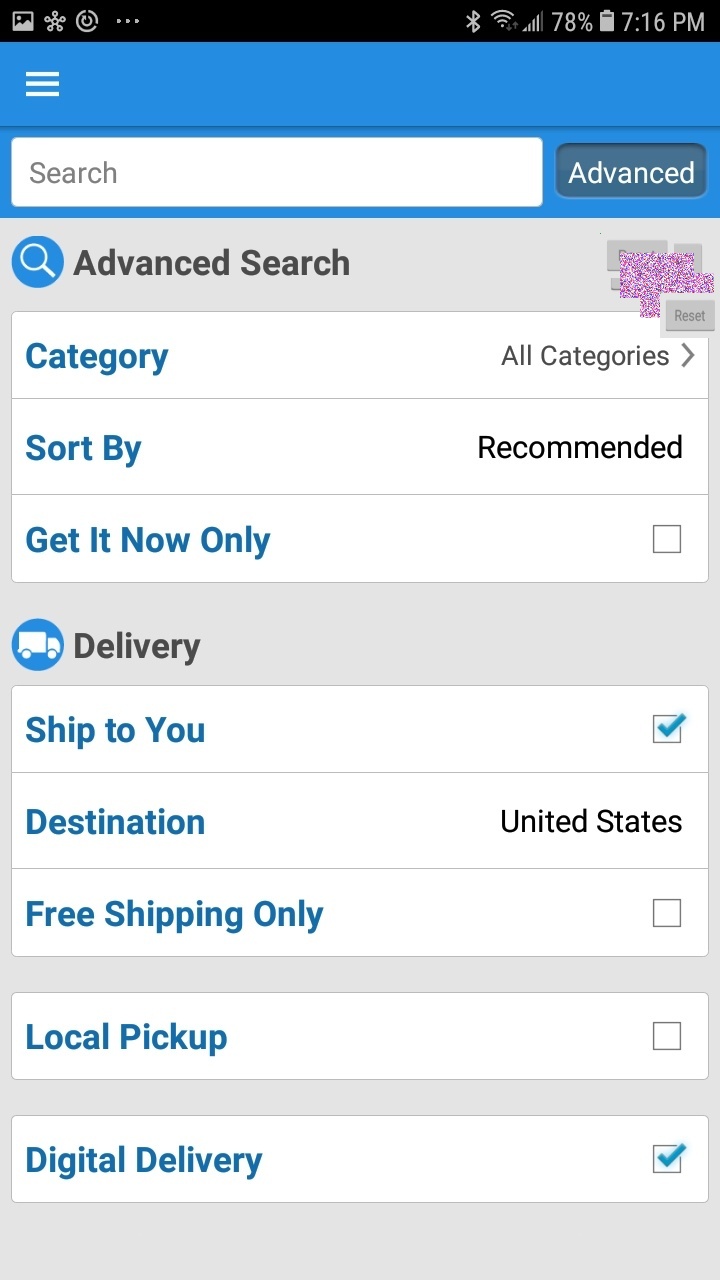 78% 7:16 PM
Search Advanced
Advanced Search
Reset
Category All Categories
Sort By Recommended
Get It Now Only
Delivery
Ship to You
Destination United States
Free Shipping Only
Local Pickup
Digital Delivery